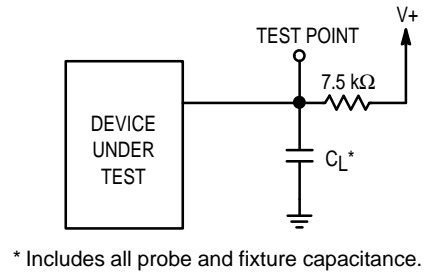 V+
TEST POINT
7.5 kΩ
DEVICE
UNDER
TEST
CL*
* Includes all probe and fixture capacitance.